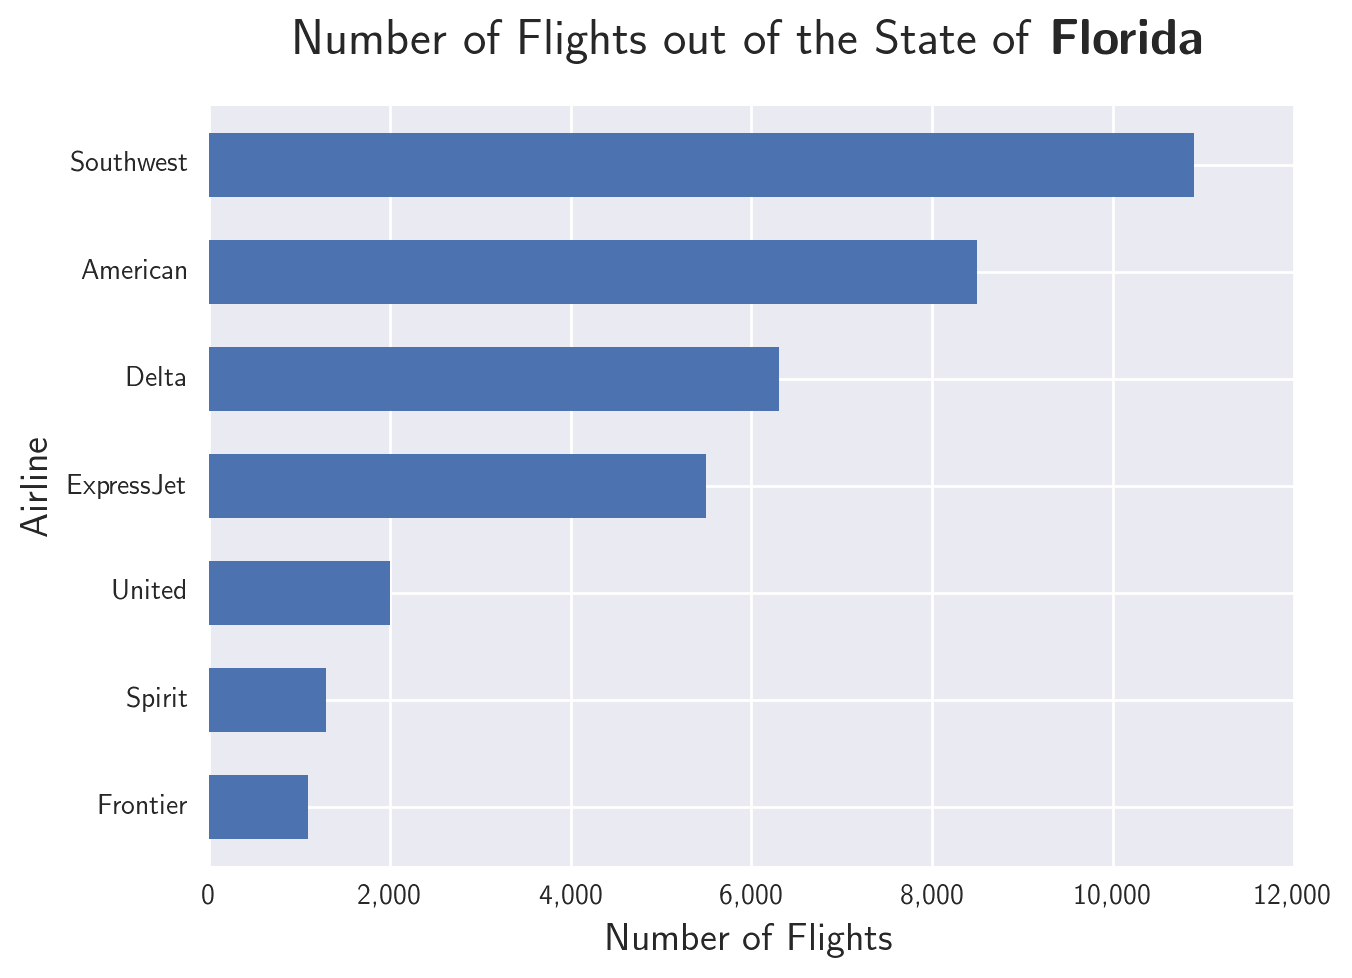 Number of Flights out of the State of Florida
Southwest
American
Delta
ExpressJet
United
Spirit
Frontier
Airline
0 2,000 4,000 6,000 8,000 10,000 12,000
Number of Flights